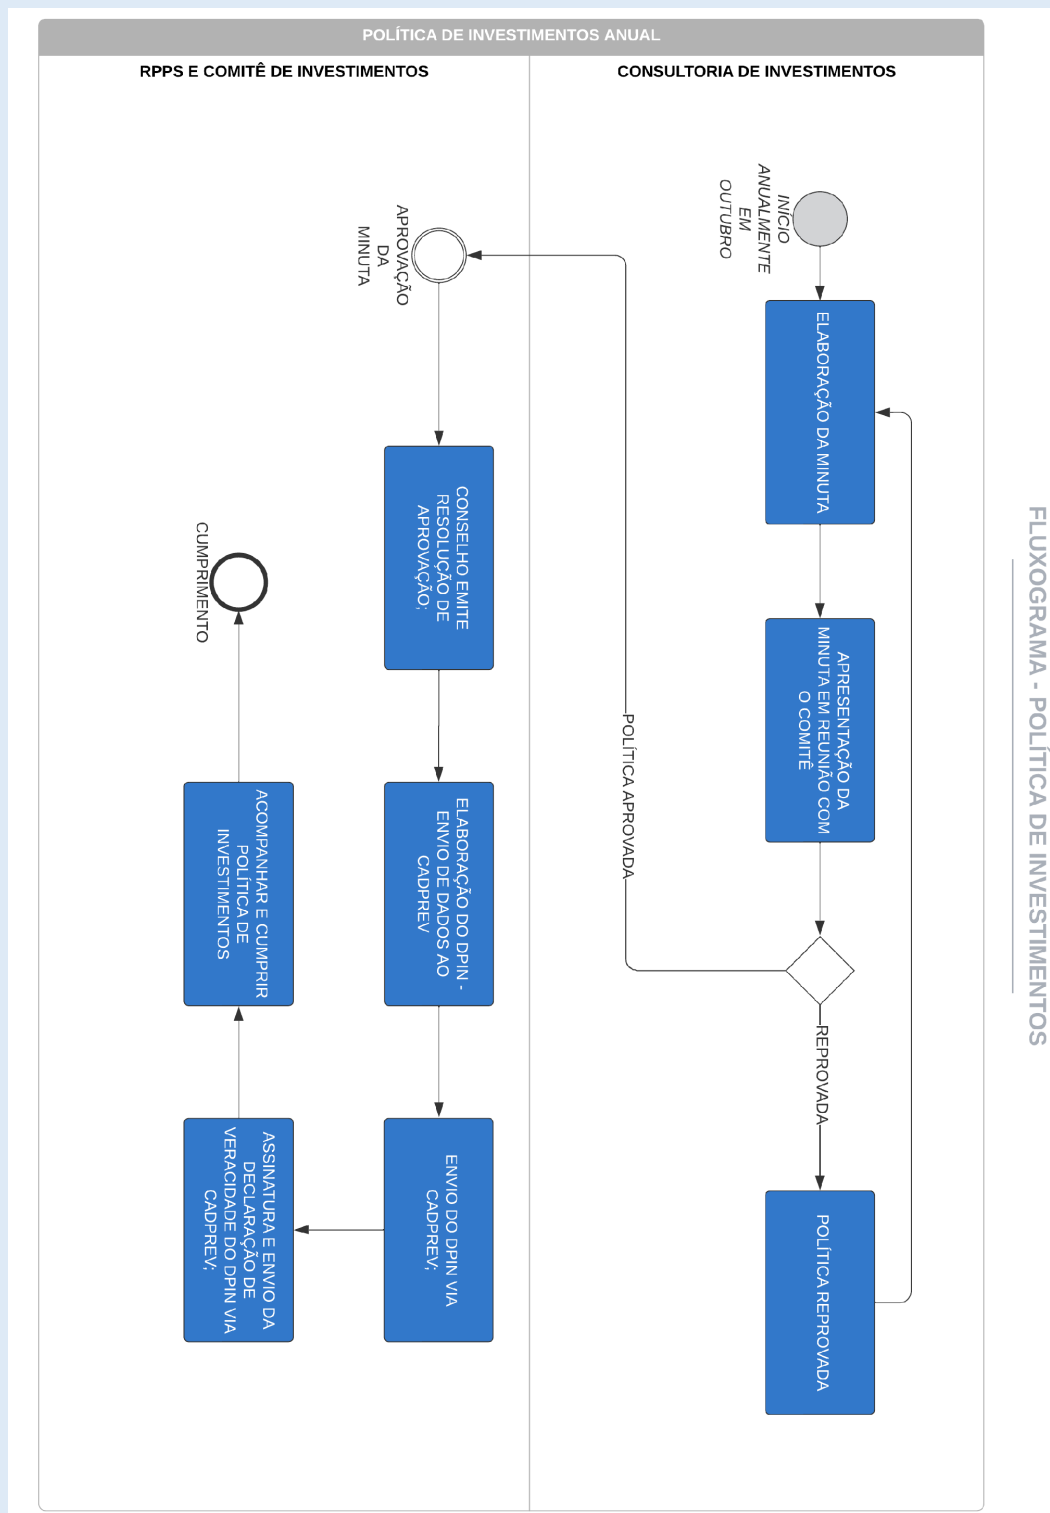 FLUXOGRAMA - POLÍTICA DE INVESTIMENTOS
POLÍTICA DE INVESTIMENTOS ANUAL
CONSULTORIA DE INVESTIMENTOS
INÍCIO
ANUALMENTE
EM
OUTUBRO
ELABORAÇÃO DA MINUTA
APRESENTAÇÃO DA
MINUTA EM REUNIÃO COM
O COMITÊ
REPROVADA
POLÍTICA REPROVADA
POLÍTICA APROVADA
RPPS E COMITÊ DE INVESTIMENTOS
APROVAÇÃO
DA
MINUTA
CONSELHO EMITE
RESOLUÇÃO DE
APROVAÇÃO;
ELABORAÇÃO DO DPIN -
ENVIO DE DADOS AO
CADPREV
ENVIO DO DPIN VIA
CADPREV;
ASSINATURA E ENVIO DA
DECLARAÇÃO DE
VERACIDADE DO DPIN VIA
CADPREV;
ACOMPANHAR E CUMPRIR
POLÍTICA DE
INVESTIMENTOS
CUMPRIMENTO